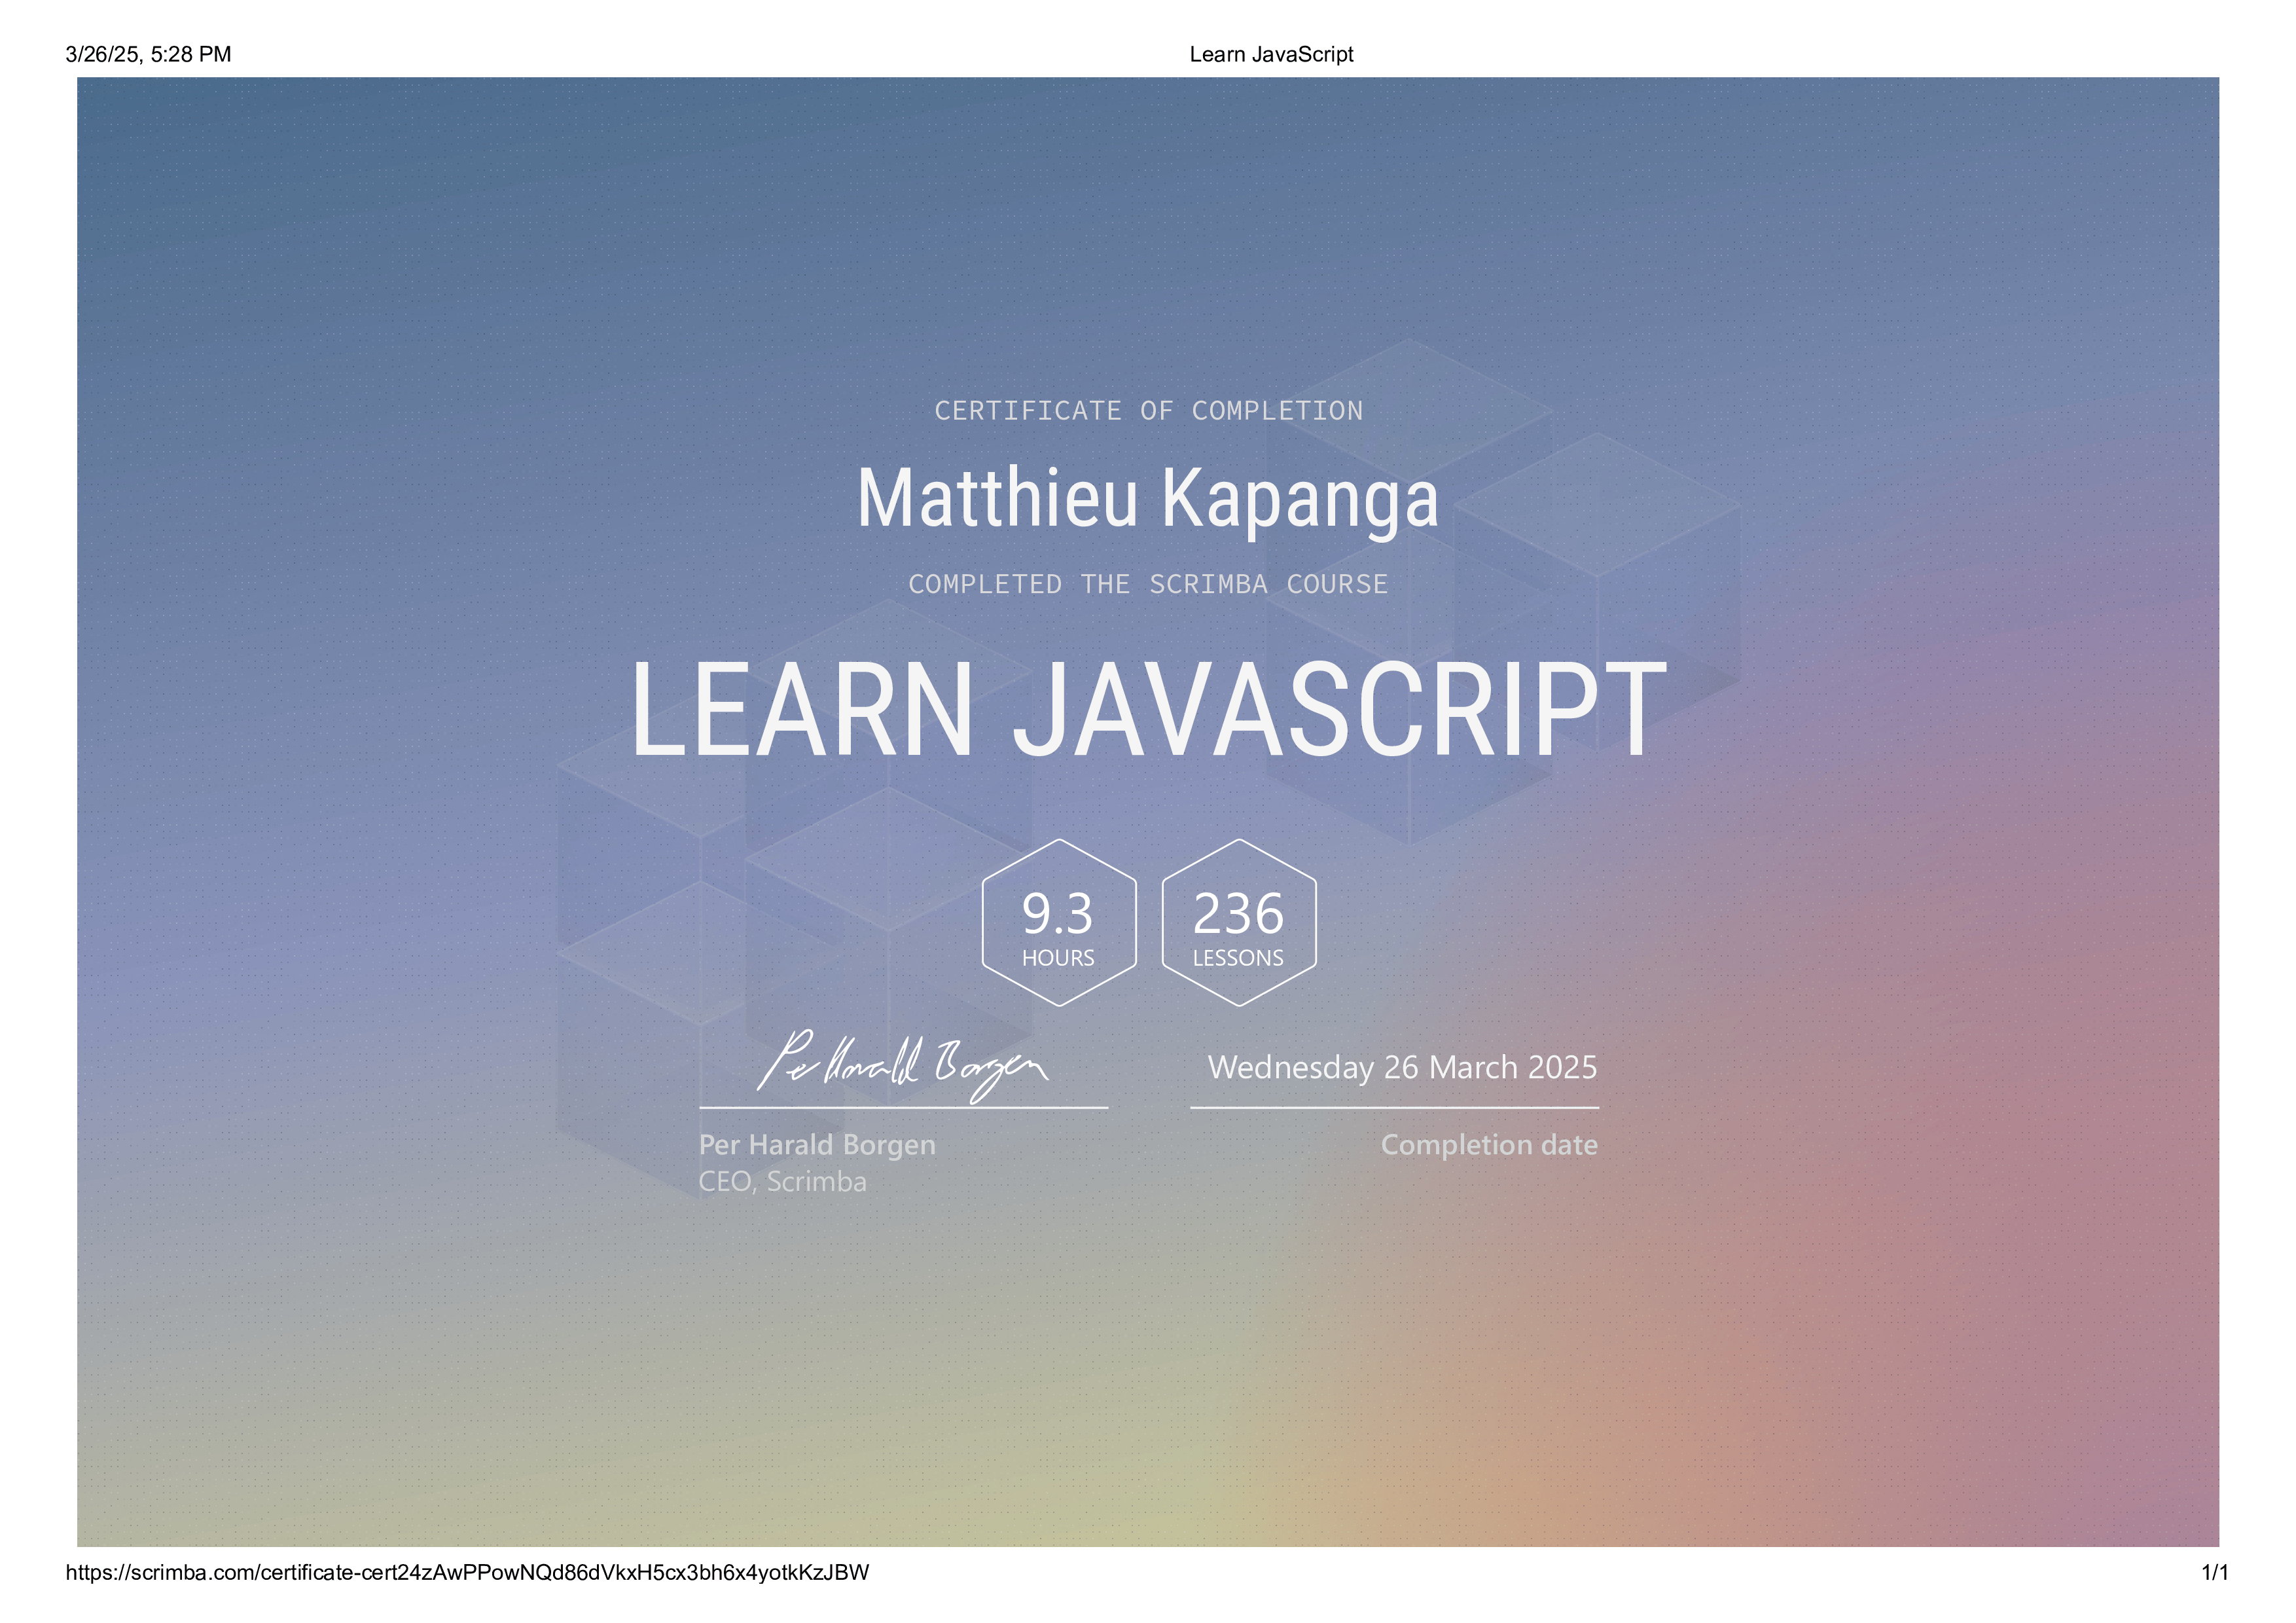 3/26/25, 5:28 PM
Learn JavaScript
CERTIFICATE OF COMPLETION
Matthieu Kapanga
COMPLETED THE SCRIMBA COURSE
LEARN JAVASCRIPT
9.3
HOURS
236
LESSONS
Per Harald Borgen
Wednesday 26 March 2025
Per Harald Borgen
CEO, Scrimba
Completion date
https://scrimba.com/certificate-cert24zAwPPowNQd86dVkxH5cx3bh6x4yotkKzJBW
1/1